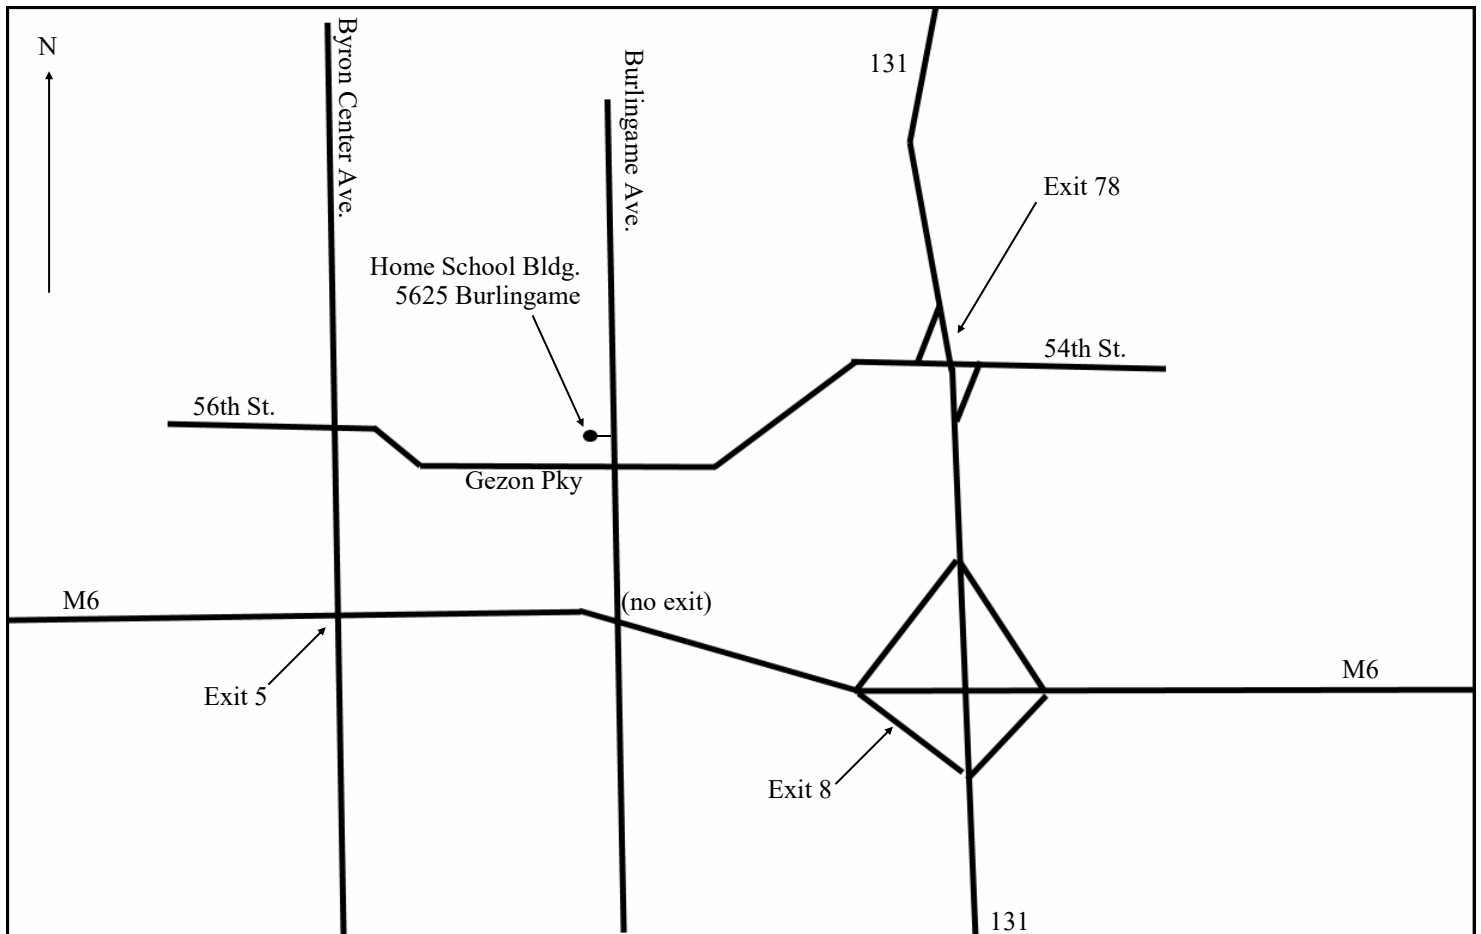 N
Byron Center Ave.
Burlingame Ave.
131
Exit 78
Home School Bldg.
5625 Burlingame
54th St.
56th St.
Gezon Pky
M6
(no exit)
M6
Exit 5
Exit 8
131